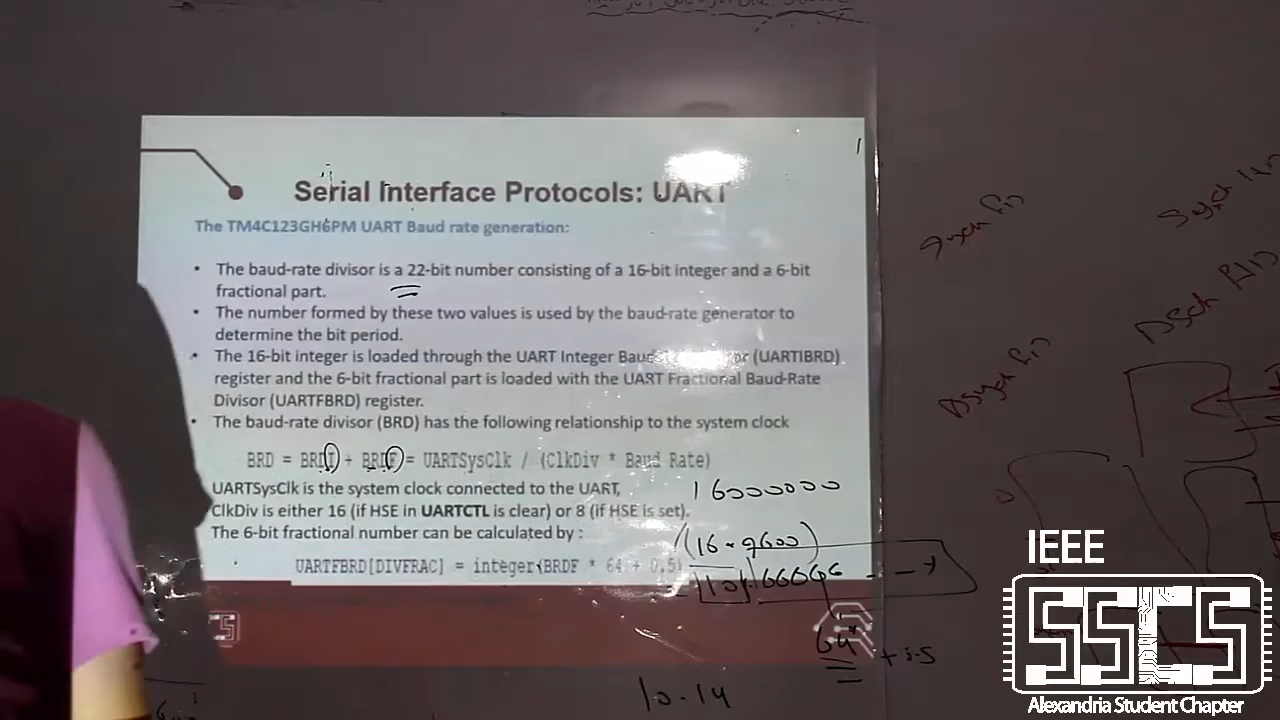 Serial Interface Protocols: UART
The TM4C123GH6PM UART Baud rate generation:
• The baud-rate divisor is a 22-bit number consisting of a 16-bit integer and a 6-bit
fractional part.
• The number formed by these two values is used by the baud-rate generator to
determine the bit period.
• The 16-bit integer is loaded through the UART Integer (UARTIBRD)
register and the 6-bit fractional part is loaded with the UART Fractional Baud-Rate
Divisor (UARTFBRD) register.
• The baud-rate divisor (BRD) has the following relationship to the system clock
BRD = BRDI + BRDF = UARTSysClk / (ClkDiv * Baud Rate)
UARTSysClk is the system clock connected to the UART,
ClkDiv is either 16 (if HSE in UARTCTL is clear) or 8 (if HSE is set).
The 6-bit fractional number can be calculated by :
UARTFBRD[DIVFRAC] = integer(BRDF * 64 + 0.5)
16000000
(16 * 9600)
64*
IEEE
SSCS
Alexandria Student Chapter